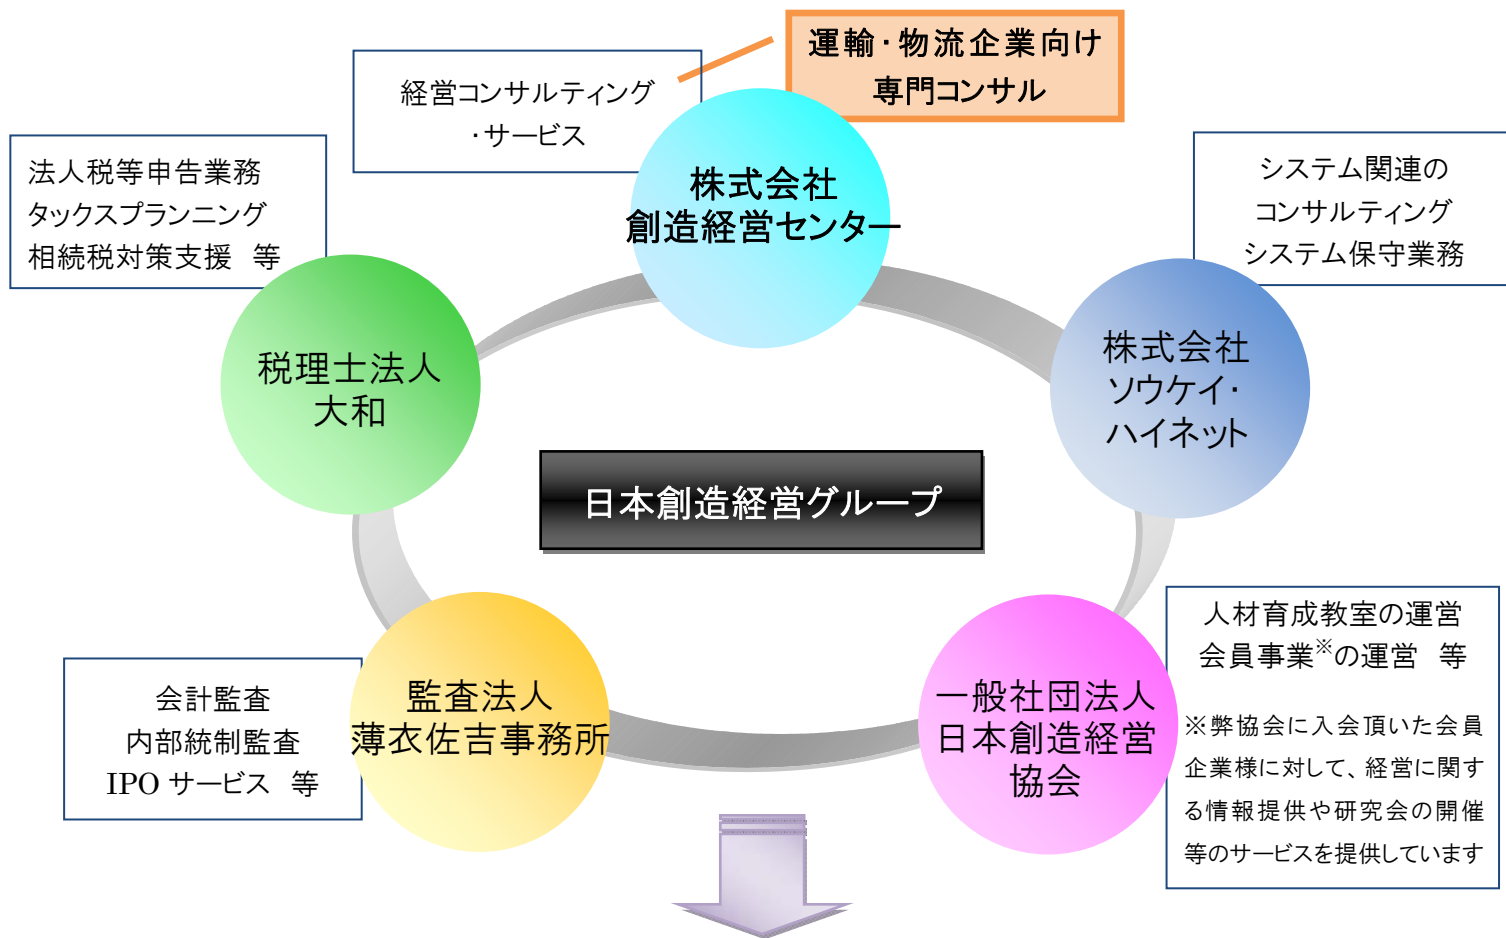 運輸・物流企業向け
専門コンサル
経営コンサルティング
・サービス
株式会社
創造経営センター
法人税等申告業務
タックスプランニング
相続税対策支援 等
税理士法人
大和
システム関連の
コンサルティング
システム保守業務
株式会社
ソウケイ・
ハイネット
日本創造経営グループ
会計監査
内部統制監査
IPO サービス 等
監査法人
薄衣佐吉事務所
一般社団法人
日本創造経営
協会
人材育成教室の運営
会員事業※の運営 等
※弊協会に入会頂いた会員
企業様に対して、経営に関す
る情報提供や研究会の開催
等のサービスを提供しています